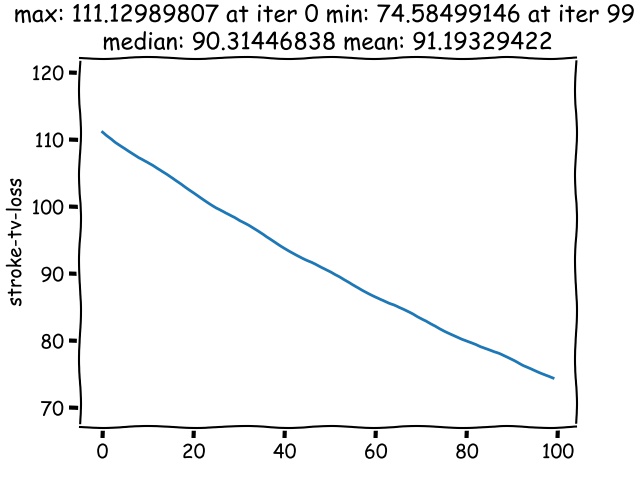 max: 111.12989807 at iter 0 min: 74.58499146 at iter 99
median: 90.31446838 mean: 91.19329422
120
110
100
90
80
70
stroke-tv-loss
0 20 40 60 80 100